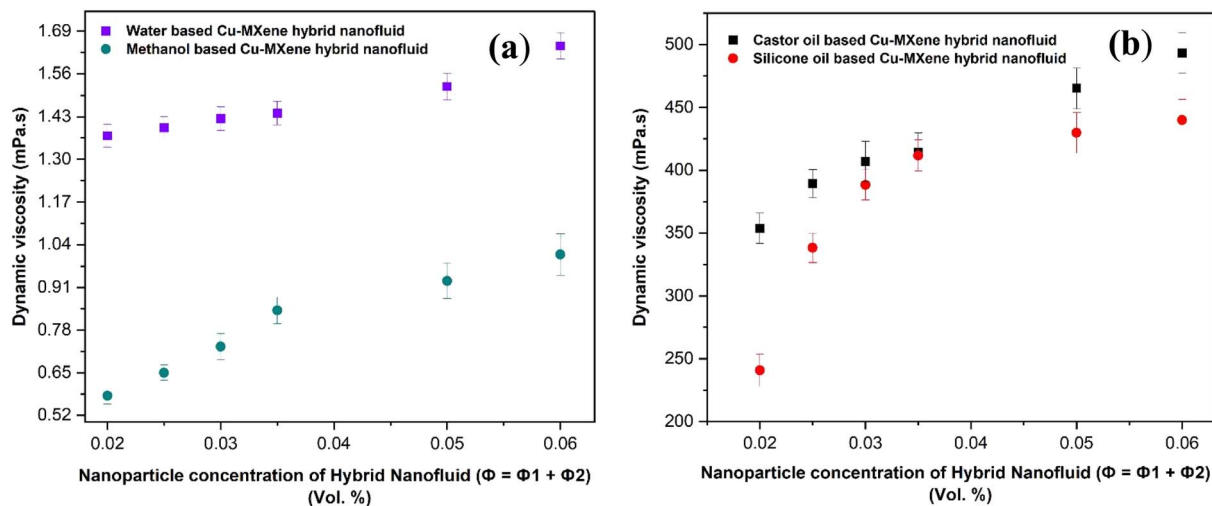 Water based Cu-MXene hybrid nanofluid
Methanol based Cu-MXene hybrid nanofluid
(a)
Dynamic viscosity (mPa.s)
1.69
1.56
1.43
1.30
1.17
1.04
0.91
0.78
0.65
0.52
0.02 0.03 0.04 0.05 0.06
Nanoparticle concentration of Hybrid Nanofluid (Φ = Φ1 + Φ2)
(Vol. %)
Castor oil based Cu-MXene hybrid nanofluid
Silicone oil based Cu-MXene hybrid nanofluid
(b)
Dynamic viscosity (mPa.s)
500
450
400
350
300
250
200
0.02 0.03 0.04 0.05 0.06
Nanoparticle concentration of Hybrid Nanofluid (Φ = Φ1 + Φ2)
(Vol. %)